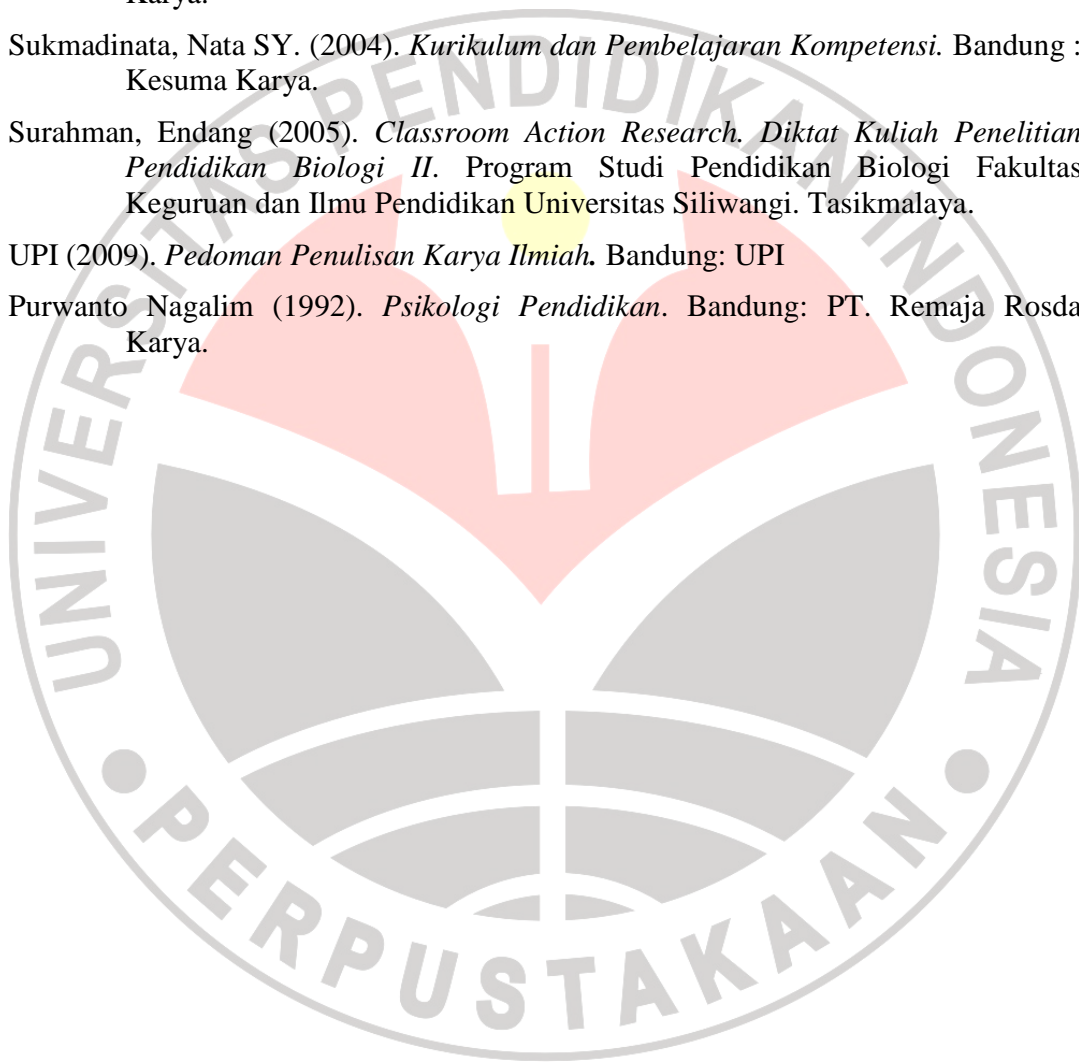 Karya.
Sukmadinata, Nata SY. (2004). Kurikulum dan Pembelajaran Kompetensi. Bandung :
Kesuma Karya.
Surahman, Endang (2005). Classroom Action Research. Diktat Kuliah Penelitian
Pendidikan Biologi II. Program Studi Pendidikan Biologi Fakultas
Keguruan dan Ilmu Pendidikan Universitas Siliwangi. Tasikmalaya.
UPI (2009). Pedoman Penulisan Karya Ilmiah. Bandung: UPI
Purwanto Nagalim (1992). Psikologi Pendidikan. Bandung: PT. Remaja Rosda
Karya.
UNIVERSITAS PENDIDIKAN INDONESIA
PERPUSTAKAAN